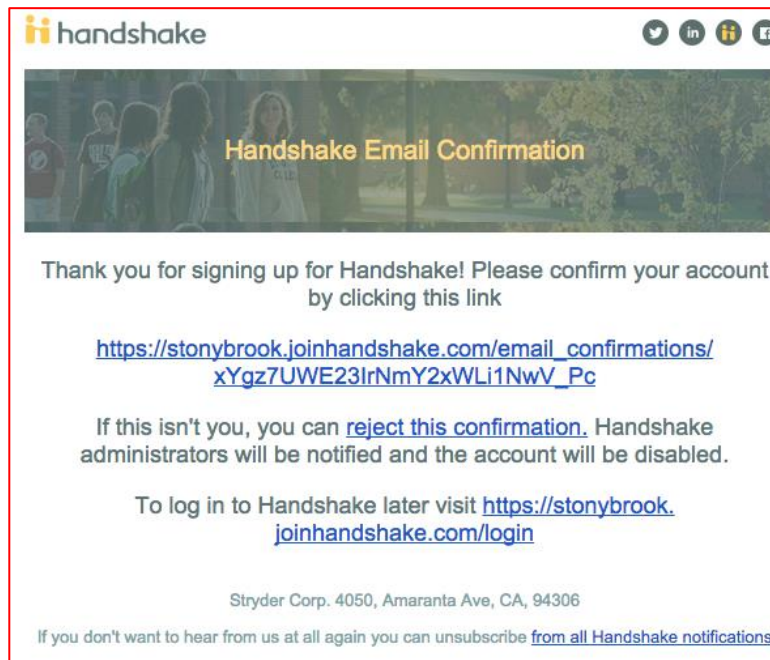 handshake
Handshake Email Confirmation
Thank you for signing up for Handshake! Please confirm your account
by clicking this link
https://stonybrook.joinhandshake.com/email_confirmations/
xYgz7UWE23IrNmY2xWLi1NwV_Pc
If this isn't you, you can reject this confirmation. Handshake
administrators will be notified and the account will be disabled.
To log in to Handshake later visit https://stonybrook.
joinhandshake.com/login
Stryder Corp. 4050, Amaranta Ave, CA, 94306
If you don't want to hear from us at all again you can unsubscribe from all Handshake notifications